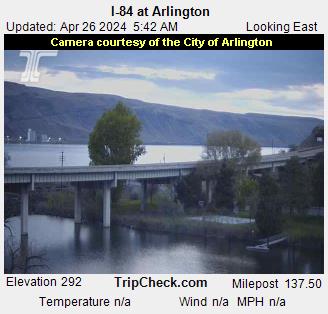 I-84 at Arlington
Updated: Apr 26 2024 5:42 AM Looking East
Camera courtesy of the City of Arlington
Elevation 292 TripCheck.com Milepost 137.50
Temperature n/a Wind n/a MPH n/a